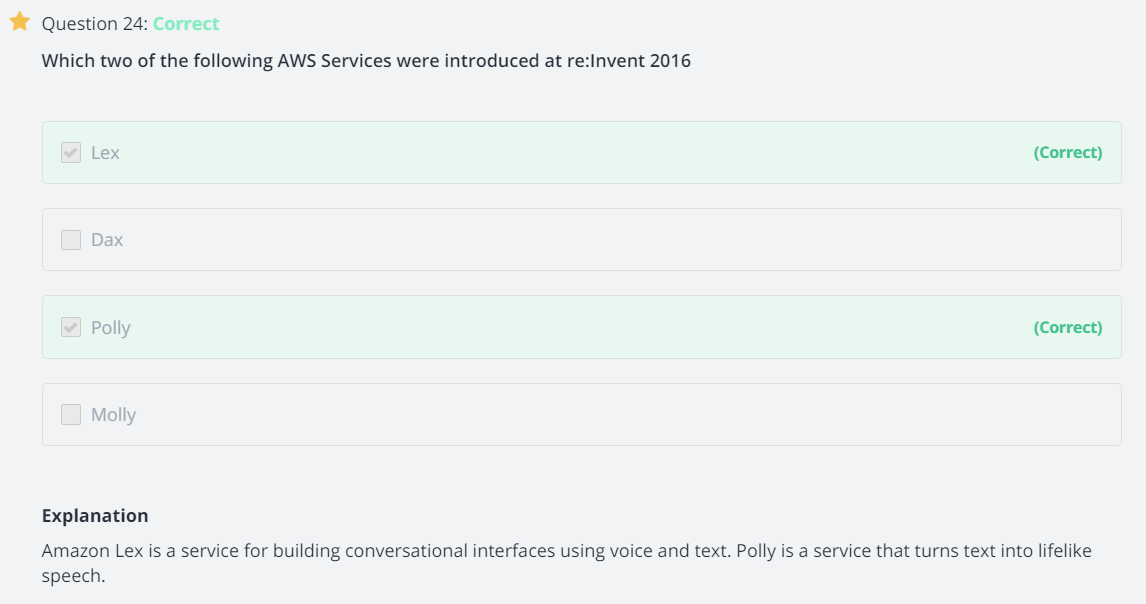 Question 24: Correct
Which two of the following AWS Services were introduced at re:Invent 2016
Lex (Correct)
Dax
Polly (Correct)
Molly
Explanation
Amazon Lex is a service for building conversational interfaces using voice and text. Polly is a service that turns text into lifelike
speech.